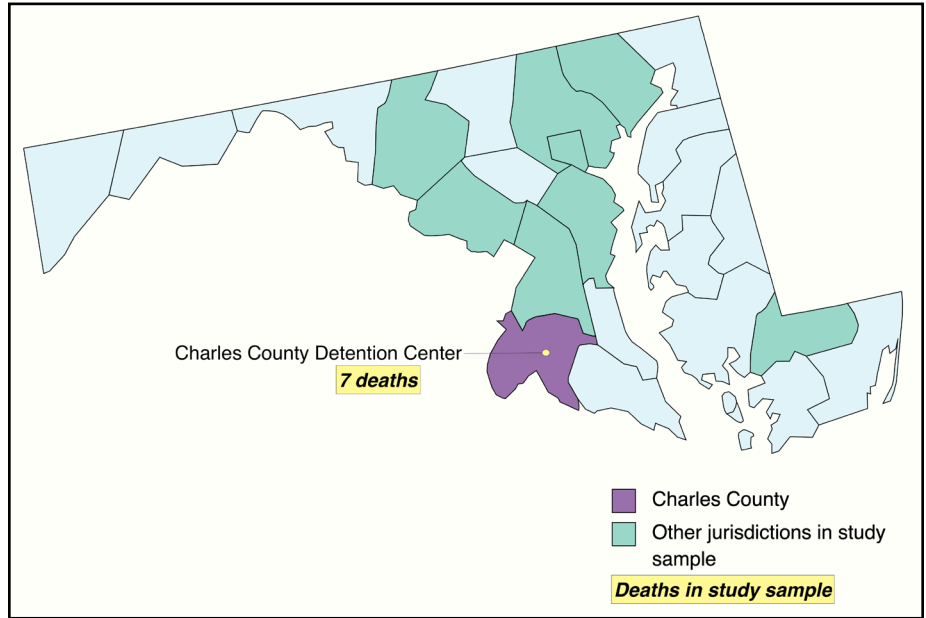 Charles County Detention Center
7 deaths
Charles County
Other jurisdictions in study
sample
Deaths in study sample